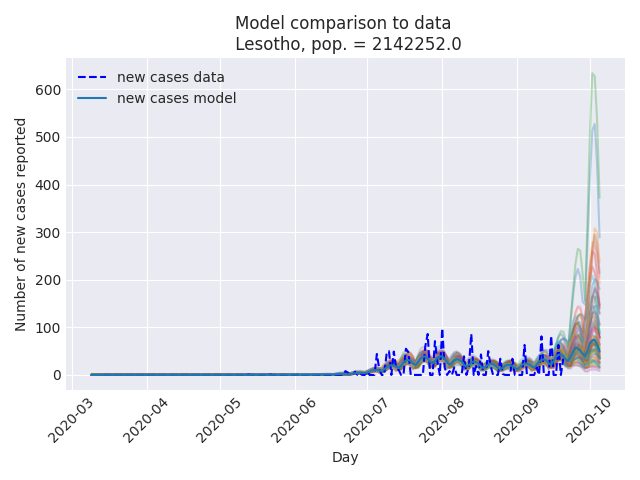 Model comparison to data
Lesotho, pop. = 2142252.0
new cases data
new cases model
Number of new cases reported
600
500
400
300
200
100
0
2020-03
2020-04
2020-05
2020-06
2020-07
2020-08
2020-09
2020-10
Day